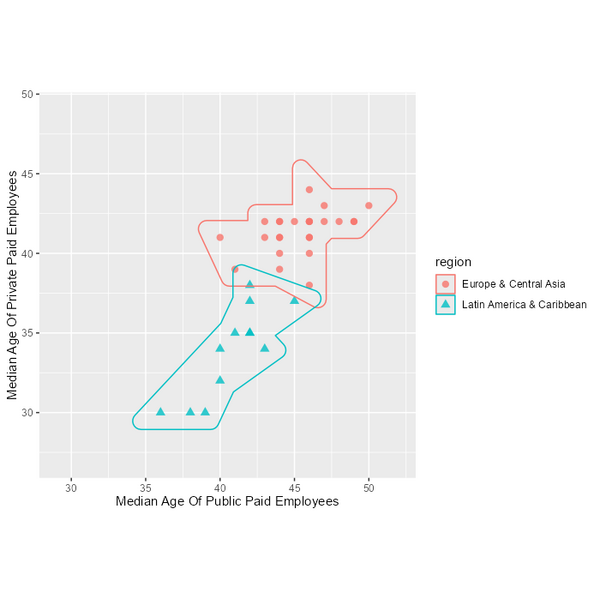 50
45
40
35
30
30
35
40
45
50
Median Age Of Private Paid Employees
Median Age Of Public Paid Employees
region
Europe & Central Asia
Latin America & Caribbean